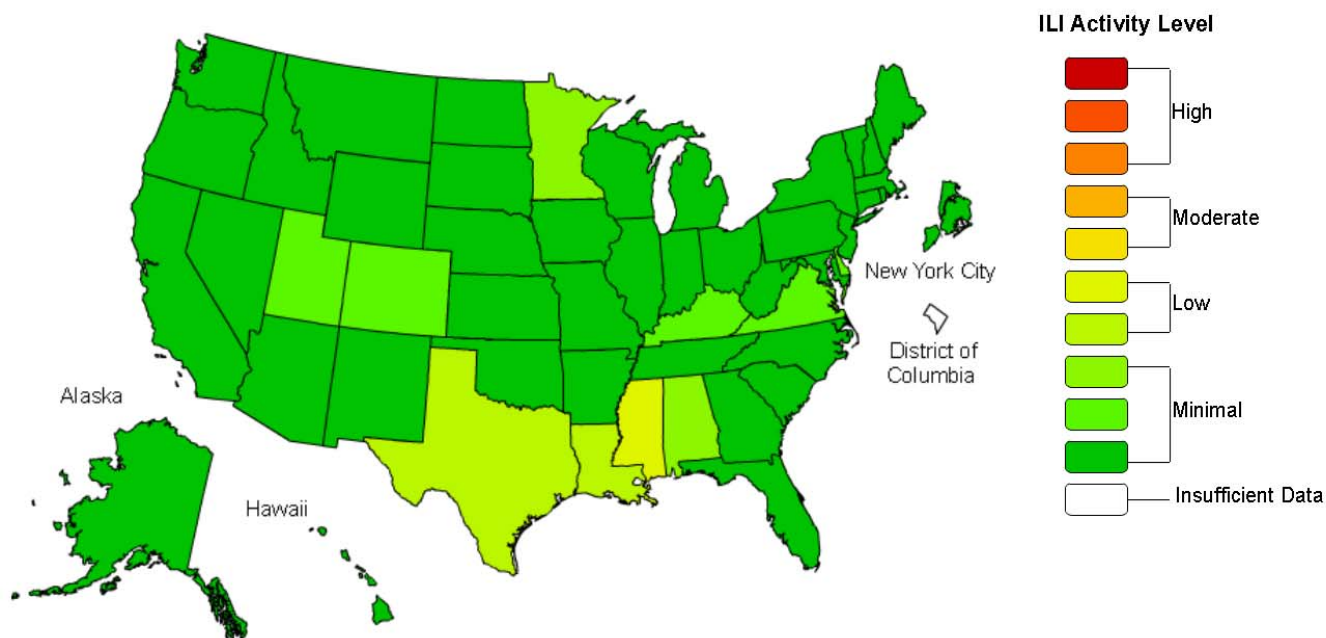 ILI Activity Level
High
Moderate
Low
Minimal
Insufficient Data
New York City
District of
Columbia
Alaska
Hawaii